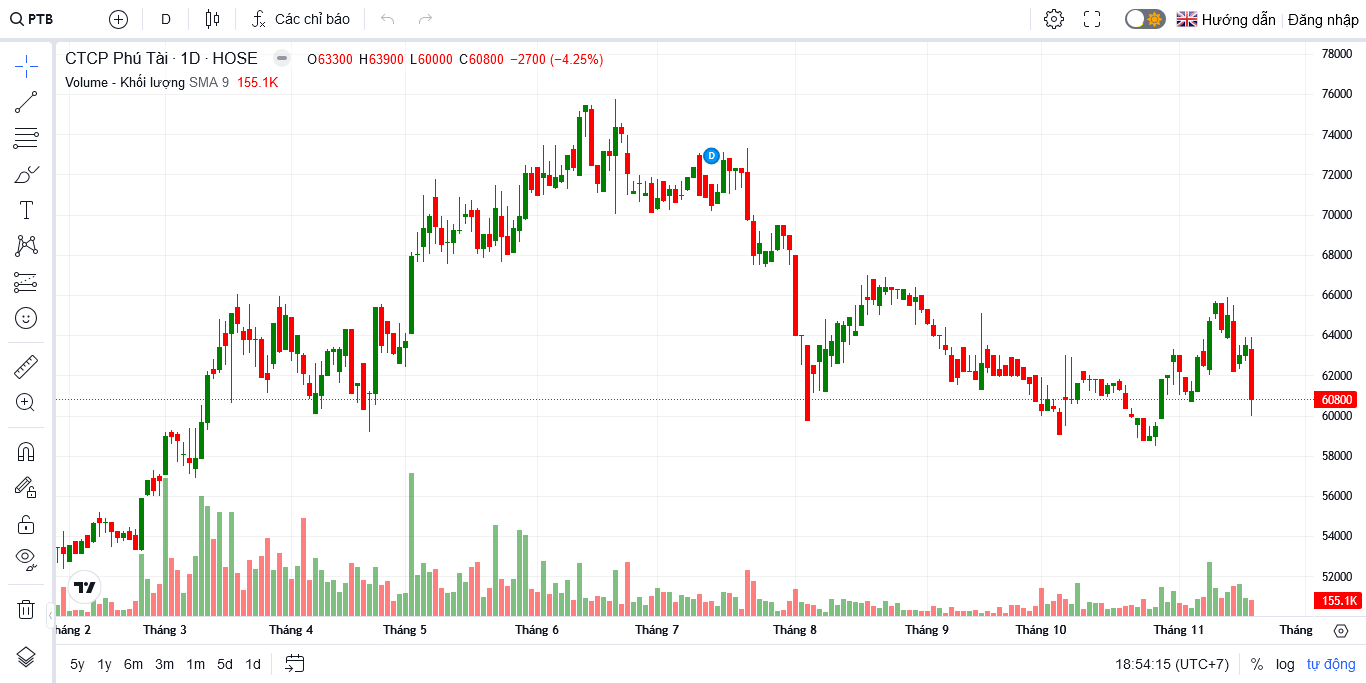 PTB D Các chỉ báo Hướng dẫn Đăng nhập
CTCP Phú Tài · 1D · HOSE O63300 H63900 L60000 C60800 −2700 (−4.25%)
Volume - Khối lượng SMA 9 155.1K
D
78000
76000
74000
72000
70000
68000
66000
64000
62000
60800
60000
58000
56000
54000
52000
155.1K
háng 2 Tháng 3 Tháng 4 Tháng 5 Tháng 6 Tháng 7 Tháng 8 Tháng 9 Tháng 10 Tháng 11 Tháng
5y 1y 6m 3m 1m 5d 1d 18:54:15 (UTC+7) % log tự động